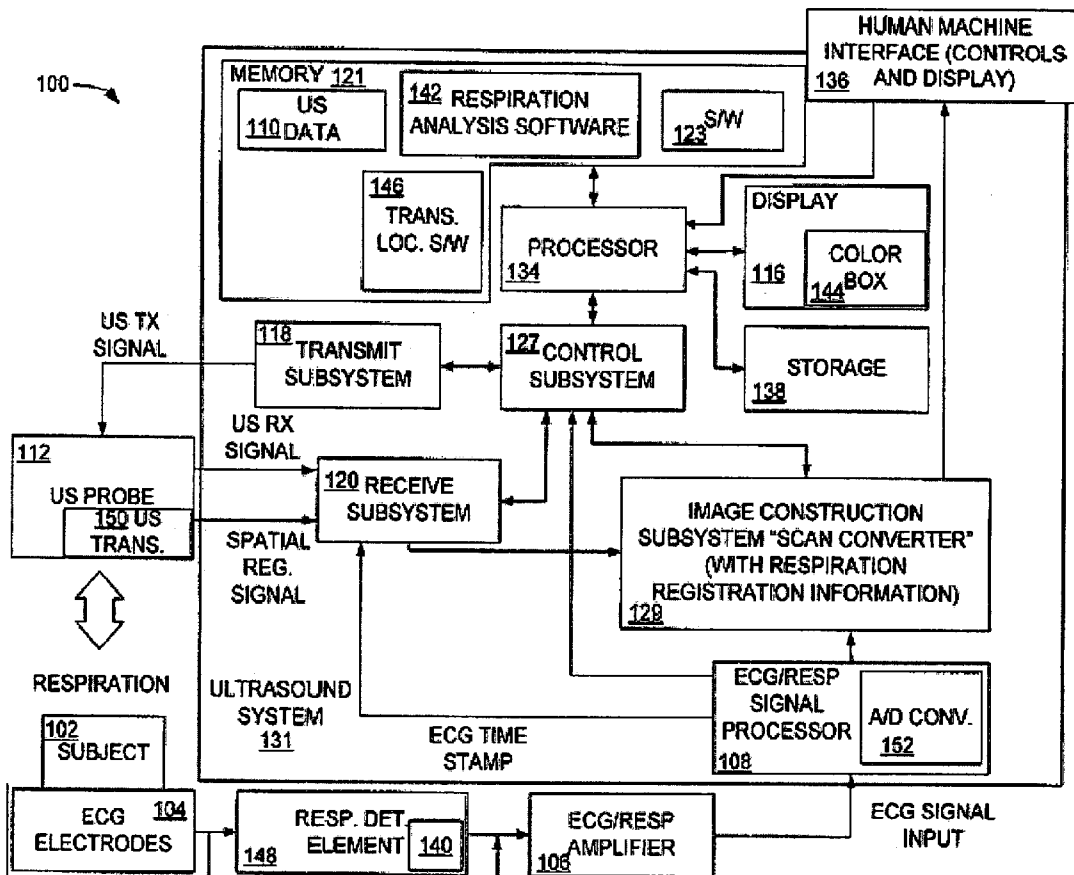 100
HUMAN MACHINE
INTERFACE (CONTROLS
136 AND DISPLAY)
MEMORY 121
US
110 DATA
142 RESPIRATION
ANALYSIS SOFTWARE
S/W
123
146
TRANS.
LOC. S/W
PROCESSOR
134
DISPLAY
116
COLOR
BOX
144
US TX
SIGNAL
118
TRANSMIT
SUBSYSTEM
127
CONTROL
SUBSYSTEM
STORAGE
138
US RX
SIGNAL
112
US PROBE
150 US
TRANS.
120 RECEIVE
SUBSYSTEM
SPATIAL
REG.
SIGNAL
IMAGE CONSTRUCTION
SUBSYSTEM "SCAN CONVERTER"
(WITH RESPIRATION
REGISTRATION INFORMATION)
129
RESPIRATION
ULTRASOUND
SYSTEM
131
ECG TIME
STAMP
ECG/RESP
SIGNAL
PROCESSOR
108
A/D CONV.
152
102
SUBJECT
104
ECG
ELECTRODES
RESP. DET.
ELEMENT
148
140
ECG/RESP
AMPLIFIER
106
ECG SIGNAL
INPUT